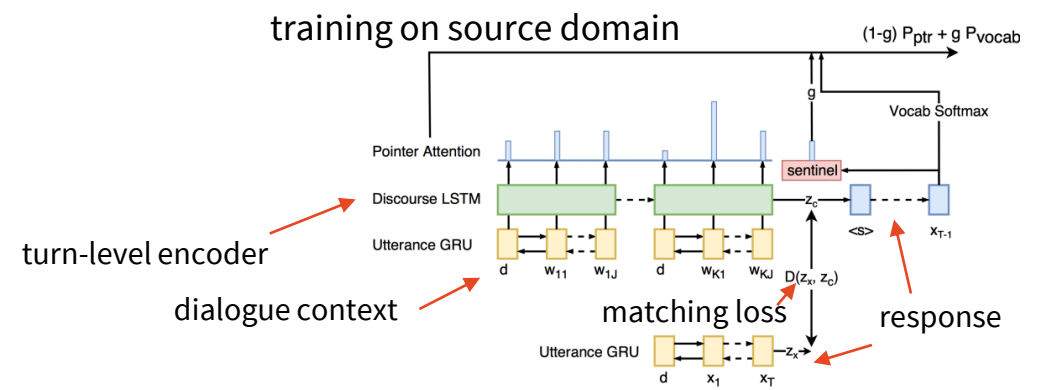 training on source domain
(1-g) Pptr + g Pvocab
g
Vocab Softmax
Pointer Attention
sentinel
Discourse LSTM
zc
turn-level encoder
Utterance GRU
<s>
xT-1
d w11 w1J d wK1 wKJ
D(zx, zc)
dialogue context
matching loss
response
Utterance GRU
zx
d x1 xT